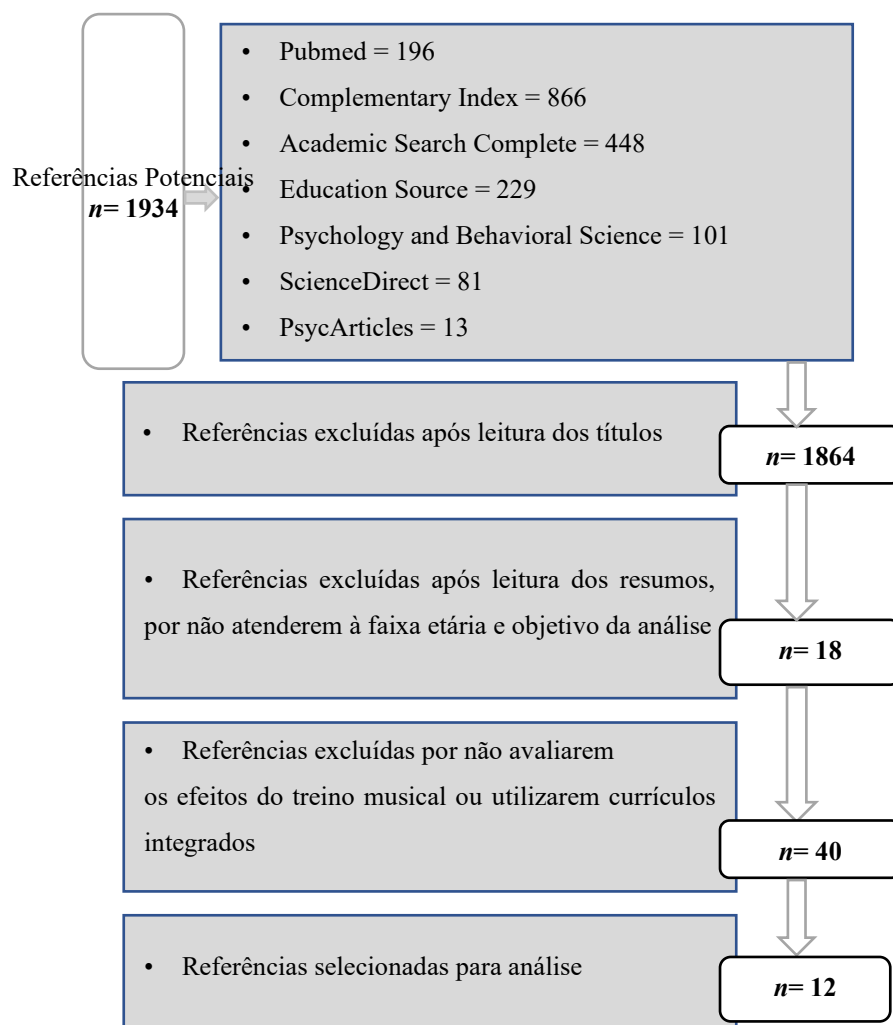 Referências Potenciais
n= 1934
• Pubmed = 196
• Complementary Index = 866
• Academic Search Complete = 448
• Education Source = 229
• Psychology and Behavioral Science = 101
• ScienceDirect = 81
• PsycArticles = 13
• Referências excluídas após leitura dos títulos
n= 1864
• Referências excluídas após leitura dos resumos,
por não atenderem à faixa etária e objetivo da análise
n= 18
• Referências excluídas por não avaliarem
os efeitos do treino musical ou utilizarem currículos
integrados
n= 40
• Referências selecionadas para análise
n= 12